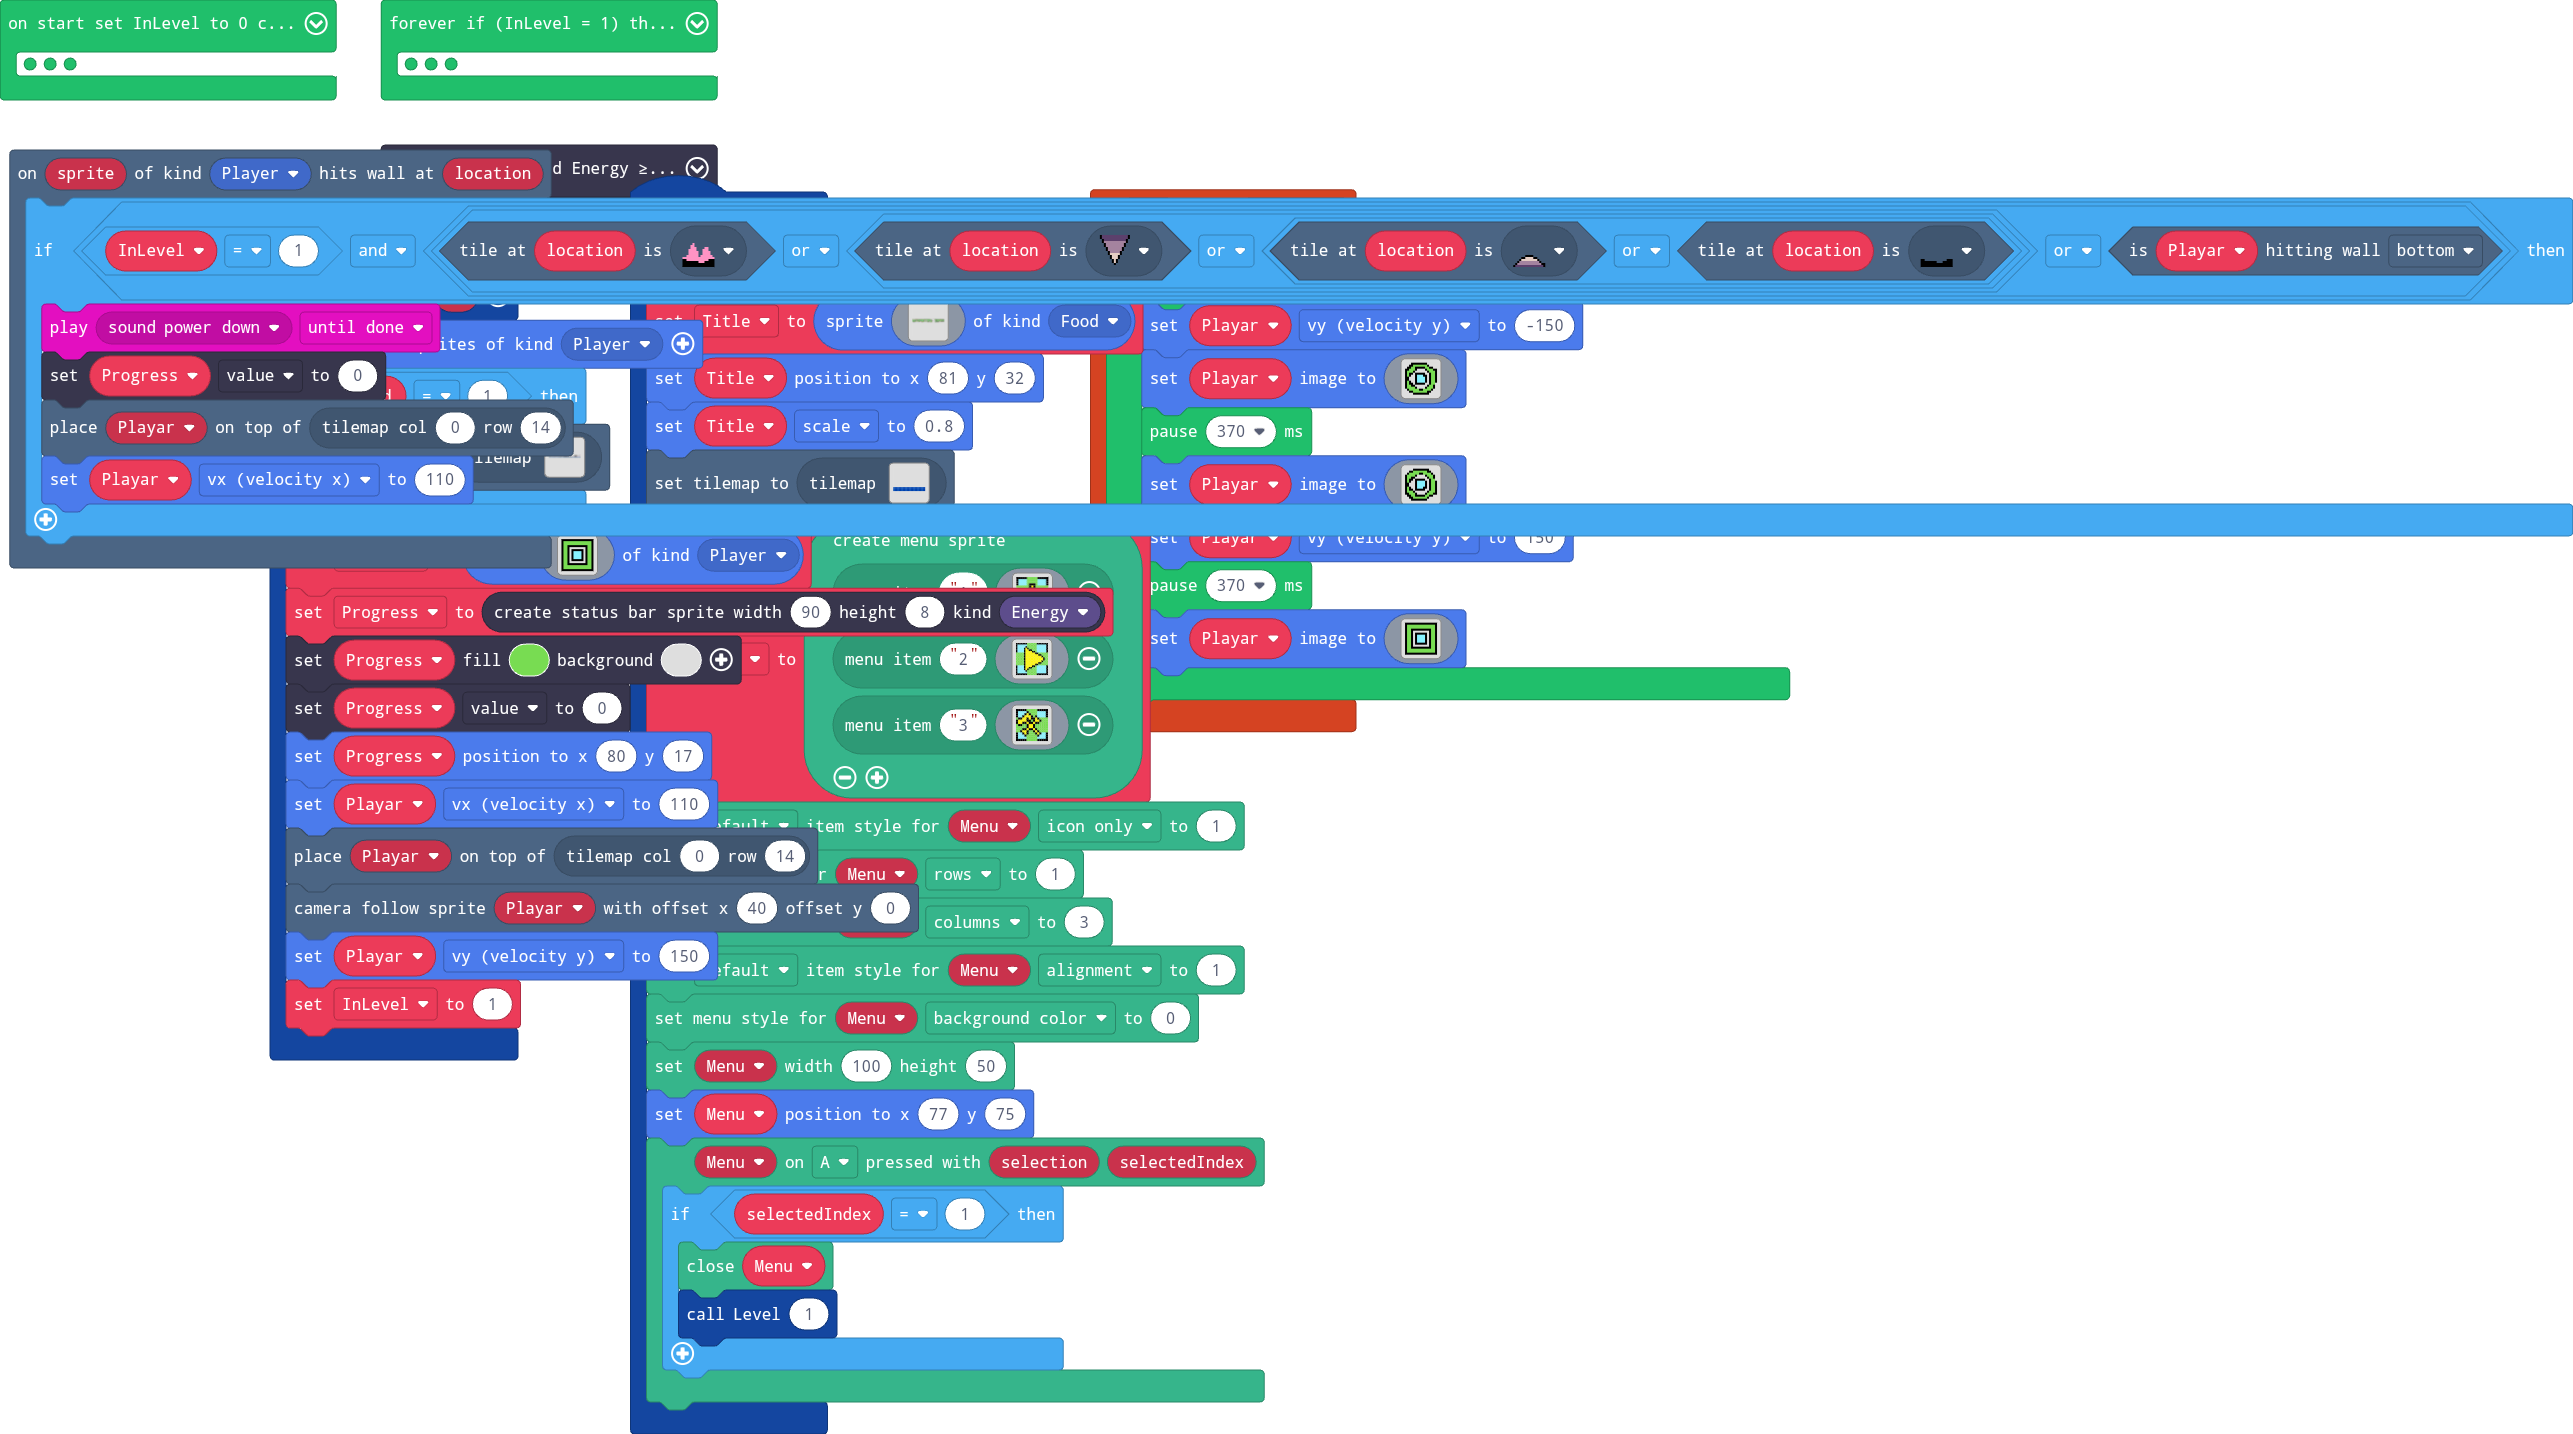 on start set InLevel to 0 c...
forever if (InLevel = 1) th...
on sprite of kind Player hits wall at location
d Energy ≥...
if InLevel = 1 and tile at location is or tile at location is or tile at location is or tile at location is or is Playar hitting wall bottom then
play sound power down until done
set Progress value to 0
place Playar on top of tilemap col 0 row 14
set Playar vx (velocity x) to 110
ites of kind Player
= 1 then
ilemap
set Title to sprite of kind Food
set Title position to x 81 y 32
set Title scale to 0.8
set tilemap to tilemap
set Playar vy (velocity y) to -150
set Playar image to
pause 370 ms
set Playar image to
set Playar vy (velocity y) to 150
pause 370 ms
set Playar image to
of kind Player
set Progress to create status bar sprite width 90 height 8 kind Energy
set Progress fill background
set Progress value to 0
set Progress position to x 80 y 17
set Playar vx (velocity x) to 110
place Playar on top of tilemap col 0 row 14
camera follow sprite Playar with offset x 40 offset y 0
set Playar vy (velocity y) to 150
set InLevel to 1
create menu sprite
to
menu item "2"
menu item "3"
efault item style for Menu icon only to 1
r Menu rows to 1
columns to 3
efault item style for Menu alignment to 1
set menu style for Menu background color to 0
set Menu width 100 height 50
set Menu position to x 77 y 75
Menu on A pressed with selection selectedIndex
if selectedIndex = 1 then
close Menu
call Level 1